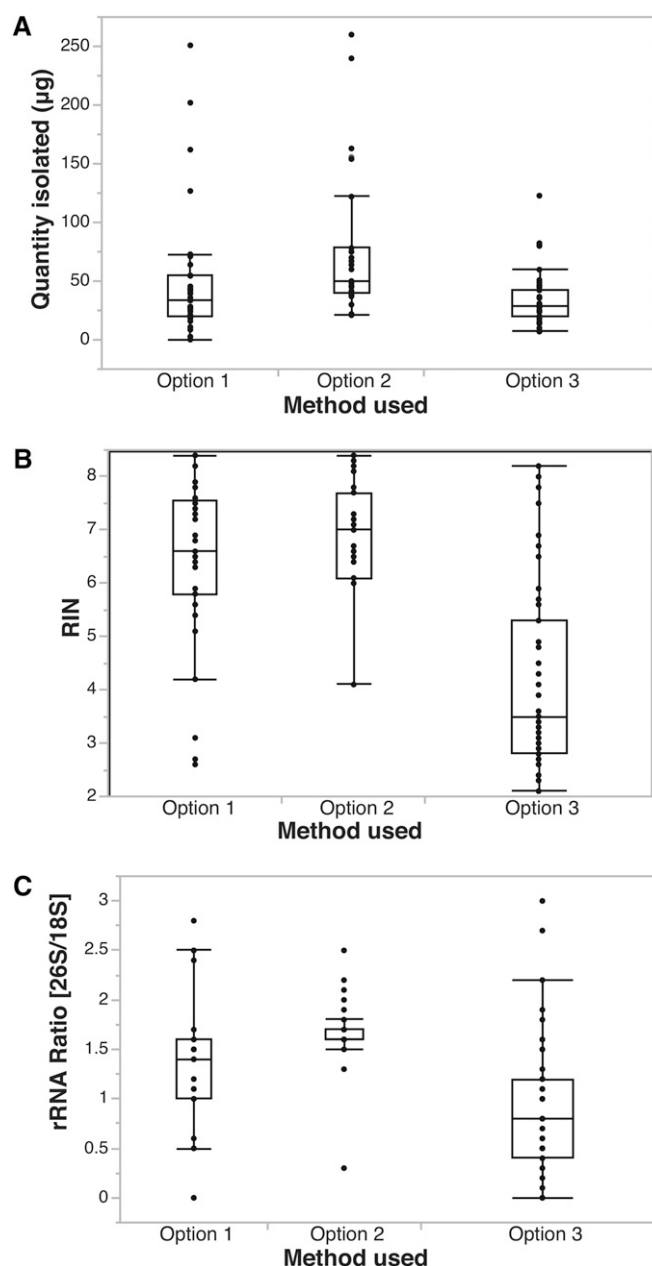 A
Quantity isolated (µg)
250
200
150
100
50
0
Option 1
Option 2
Option 3
Method used
B
RIN
8
7
6
5
4
3
2
Option 1
Option 2
Option 3
Method used
C
rRNA Ratio [26S/18S]
3
2.5
2
1.5
1
0.5
0
Option 1
Option 2
Option 3
Method used